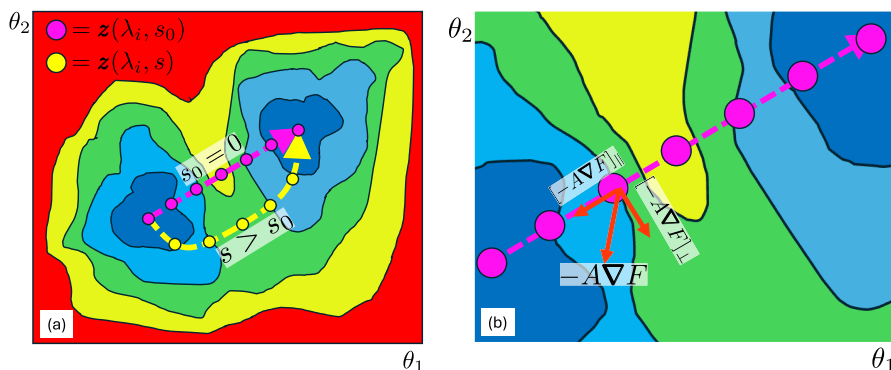 θ₂
= z(λᵢ, s₀)
= z(λᵢ, s)
s₀ = 0
s > s₀
(a)
θ₁
θ₂
[−A∇F]∥
[−A∇F]⊥
−A∇F
(b)
θ₁